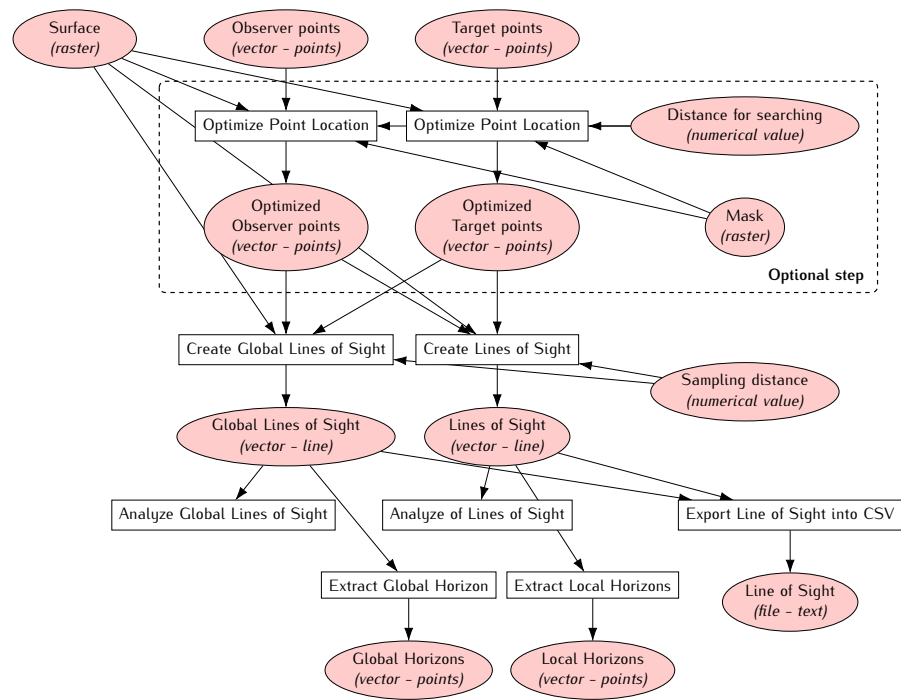 Surface
(raster)
Observer points
(vector – points)
Target points
(vector – points)
Optimize Point Location
Optimize Point Location
Distance for searching
(numerical value)
Optimized
Observer points
(vector – points)
Optimized
Target points
(vector – points)
Mask
(raster)
Optional step
Create Global Lines of Sight
Create Lines of Sight
Sampling distance
(numerical value)
Global Lines of Sight
(vector – line)
Lines of Sight
(vector – line)
Analyze Global Lines of Sight
Analyze of Lines of Sight
Export Line of Sight into CSV
Extract Global Horizon
Extract Local Horizons
Line of Sight
(file – text)
Global Horizons
(vector – points)
Local Horizons
(vector – points)